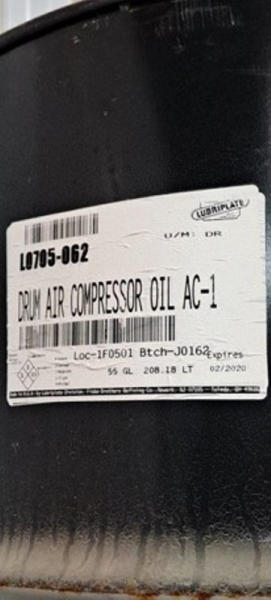 LUBRIPLATE
U/M: DR
L0705-062
DRUM AIR COMPRESSOR OIL AC-1
Loc-1F0501 Btch-J0162 Expires
55 GL 208.18 LT 02/2020